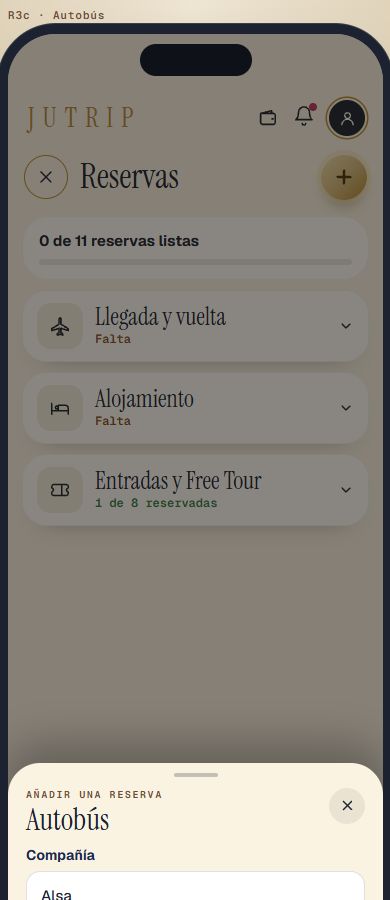 R3c · Autobús
JUTRIP
Reservas
0 de 11 reservas listas
Llegada y vuelta
Falta
Alojamiento
Falta
Entradas y Free Tour
1 de 8 reservadas
AÑADIR UNA RESERVA
Autobús
Compañía
Alsa